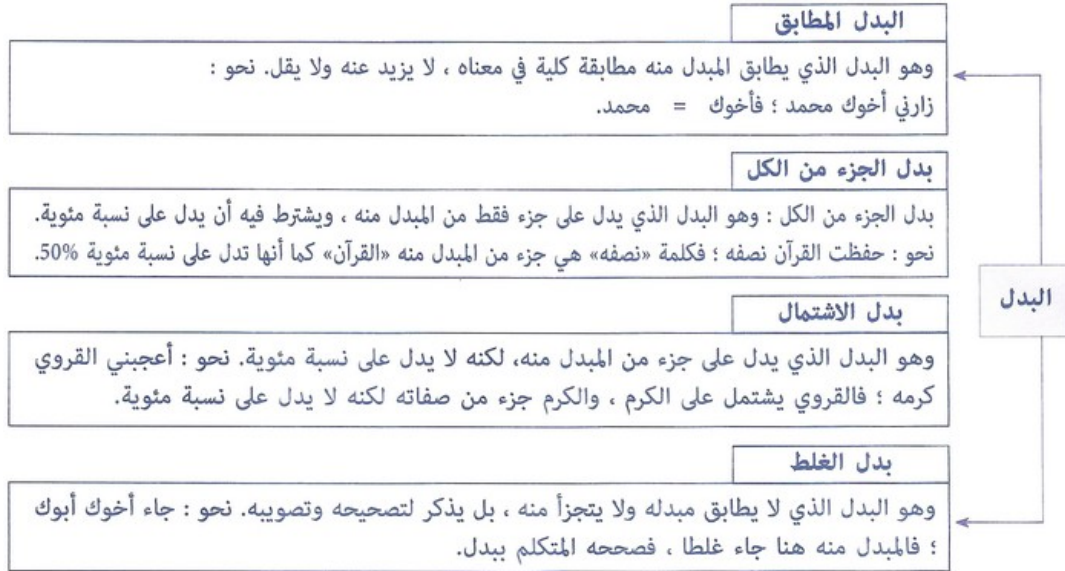 البدل المطابق
وهو البدل الذي يطابق المبدل منه مطابقة كلية في معناه ، لا يزيد عنه ولا يقل. نحو :
زارني أخوك محمد ؛ فأخوك = محمد.
بدل الجزء من الكل
بدل الجزء من الكل : وهو البدل الذي يدل على جزء فقط من المبدل منه ، ويشترط فيه أن يدل على نسبة مئوية.
نحو : حفظت القرآن نصفه ؛ فكلمة «نصفه» هي جزء من المبدل منه «القرآن» كما أنها تدل على نسبة مئوية 50%.
البدل
بدل الاشتمال
وهو البدل الذي يدل على جزء من المبدل منه، لكنه لا يدل على نسبة مئوية. نحو : أعجبني القروي
كرمه ؛ فالقروي يشتمل على الكرم ، والكرم جزء من صفاته لكنه لا يدل على نسبة مئوية.
بدل الغلط
وهو البدل الذي لا يطابق مبدله ولا يتجزأ منه ، بل يذكر لتصحيحه وتصويبه. نحو : جاء أخوك أبوك
؛ فالمبدل منه هنا جاء غلطا ، فصححه المتكلم ببدل.